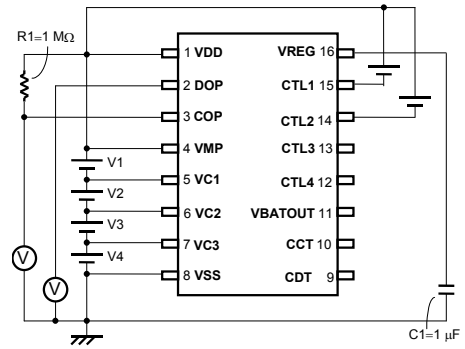 R1=1 MΩ
1 VDD
2 DOP
3 COP
4 VMP
5 VC1
6 VC2
7 VC3
8 VSS
VREG 16
CTL1 15
CTL2 14
CTL3 13
CTL4 12
VBATOUT 11
CCT 10
CDT 9
V1
V2
V3
V4
V
V
C1=1 μF